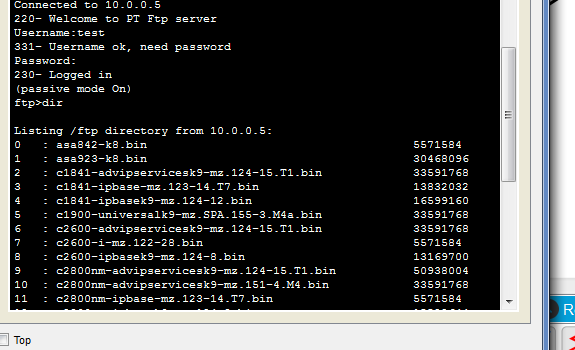 Connected to 10.0.0.5
220- Welcome to PT Ftp server
Username:test
331- Username ok, need password
Password:
230- Logged in
(passive mode On)
ftp>dir
Listing /ftp directory from 10.0.0.5:
0 : asa842-k8.bin 5571584
1 : asa923-k8.bin 30468096
2 : c1841-advipservicesk9-mz.124-15.T1.bin 33591768
3 : c1841-ipbase-mz.123-14.T7.bin 13832032
4 : c1841-ipbasek9-mz.124-12.bin 16599160
5 : c1900-universalk9-mz.SPA.155-3.M4a.bin 33591768
6 : c2600-advipservicesk9-mz.124-15.T1.bin 33591768
7 : c2600-i-mz.122-28.bin 5571584
8 : c2600-ipbasek9-mz.124-8.bin 13169700
9 : c2800nm-advipservicesk9-mz.124-15.T1.bin 50938004
10 : c2800nm-advipservicesk9-mz.151-4.M4.bin 33591768
11 : c2800nm-ipbase-mz.123-14.T7.bin 5571584
R
Top